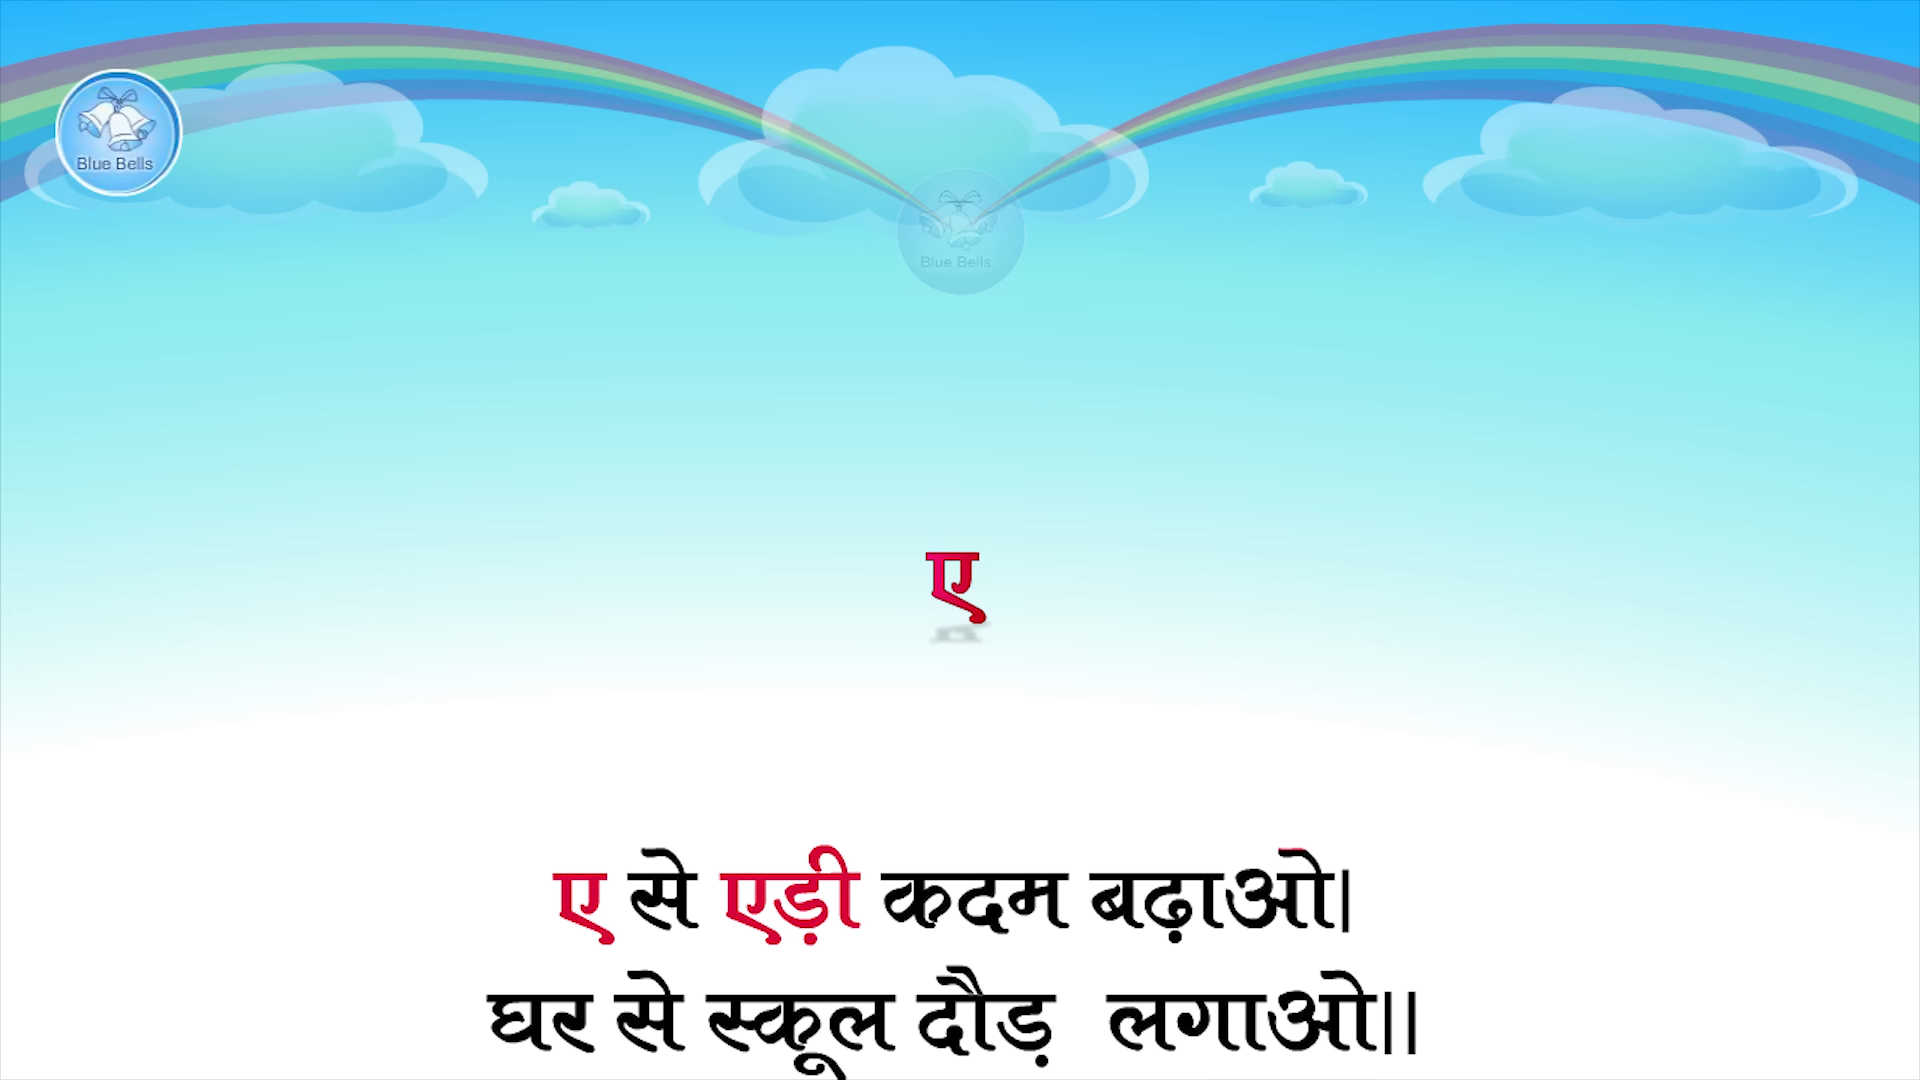 Blue Bells
Blue Bells
ए
ए से एड़ी कदम बढ़ाओ|
घर से स्कूल दौड़ लगाओ||